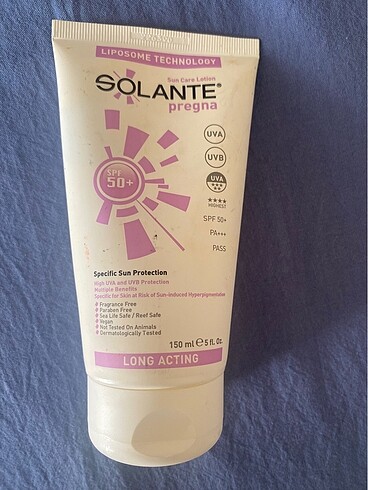 LIPOSOME TECHNOLOGY
Sun Care Lotion
SOLANTE®
pregna
UVA
UVB
SPF
50+
UVA
HIGHEST
SPF 50+
PA+++
PASS
Specific Sun Protection
High UVA and UVB Protection
Multiple Benefits
Specific for Skin at Risk of Sun-induced Hyperpigmentation
Fragrance Free
Paraben Free
Sea Life Safe / Reef Safe
Vegan
Not Tested On Animals
Dermatologically Tested
150 ml ℮ 5 fl. Oz.
LONG ACTING